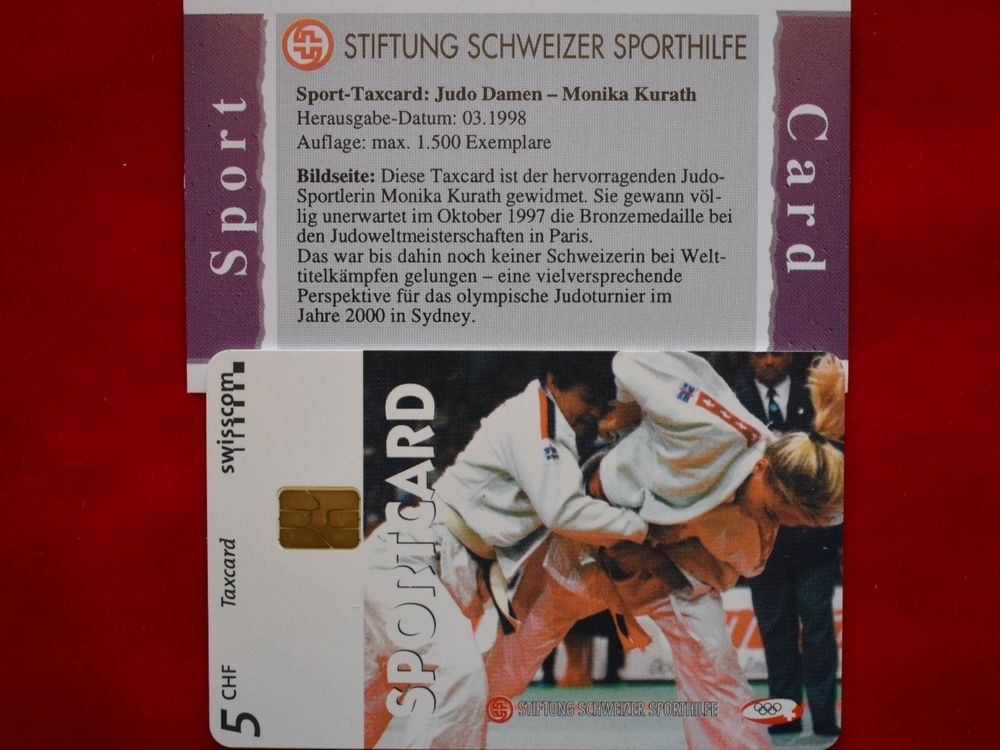 STIFTUNG SCHWEIZER SPORTHILFE
Sport
Sport-Taxcard: Judo Damen – Monika Kurath
Herausgabe-Datum: 03.1998
Auflage: max. 1.500 Exemplare
Bildseite: Diese Taxcard ist der hervorragenden Judo-
Sportlerin Monika Kurath gewidmet. Sie gewann völ-
lig unerwartet im Oktober 1997 die Bronzemedaille bei
den Judoweltmeisterschaften in Paris.
Das war bis dahin noch keiner Schweizerin bei Welt-
titelkämpfen gelungen – eine vielversprechende
Perspektive für das olympische Judoturnier im
Jahre 2000 in Sydney.
Card
swisscom
Taxcard
5 CHF
SPORTCARD
STIFTUNG SCHWEIZER SPORTHILFE